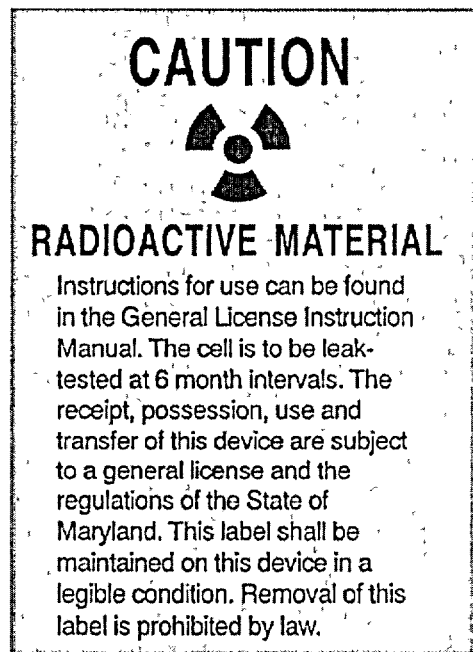 CAUTION
RADIOACTIVE MATERIAL
Instructions for use can be found
in the General License Instruction
Manual. The cell is to be leak-
tested at 6 month intervals. The
receipt, possession, use and
transfer of this device are subject
to a general license and the
regulations of the State of
Maryland. This label shall be
maintained on this device in a
legible condition. Removal of this
label is prohibited by law.